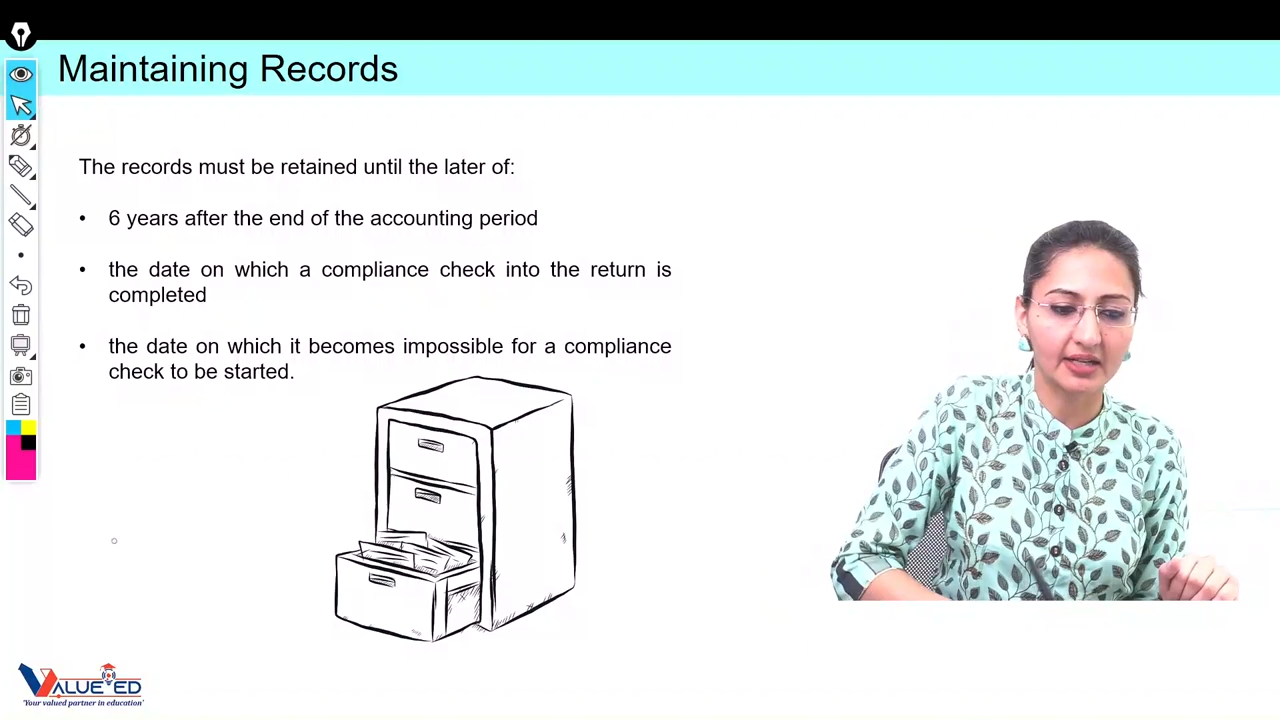 Maintaining Records
The records must be retained until the later of:
• 6 years after the end of the accounting period
• the date on which a compliance check into the return is
completed
• the date on which it becomes impossible for a compliance
check to be started.
VALUE ED
'Your valued partner in education'